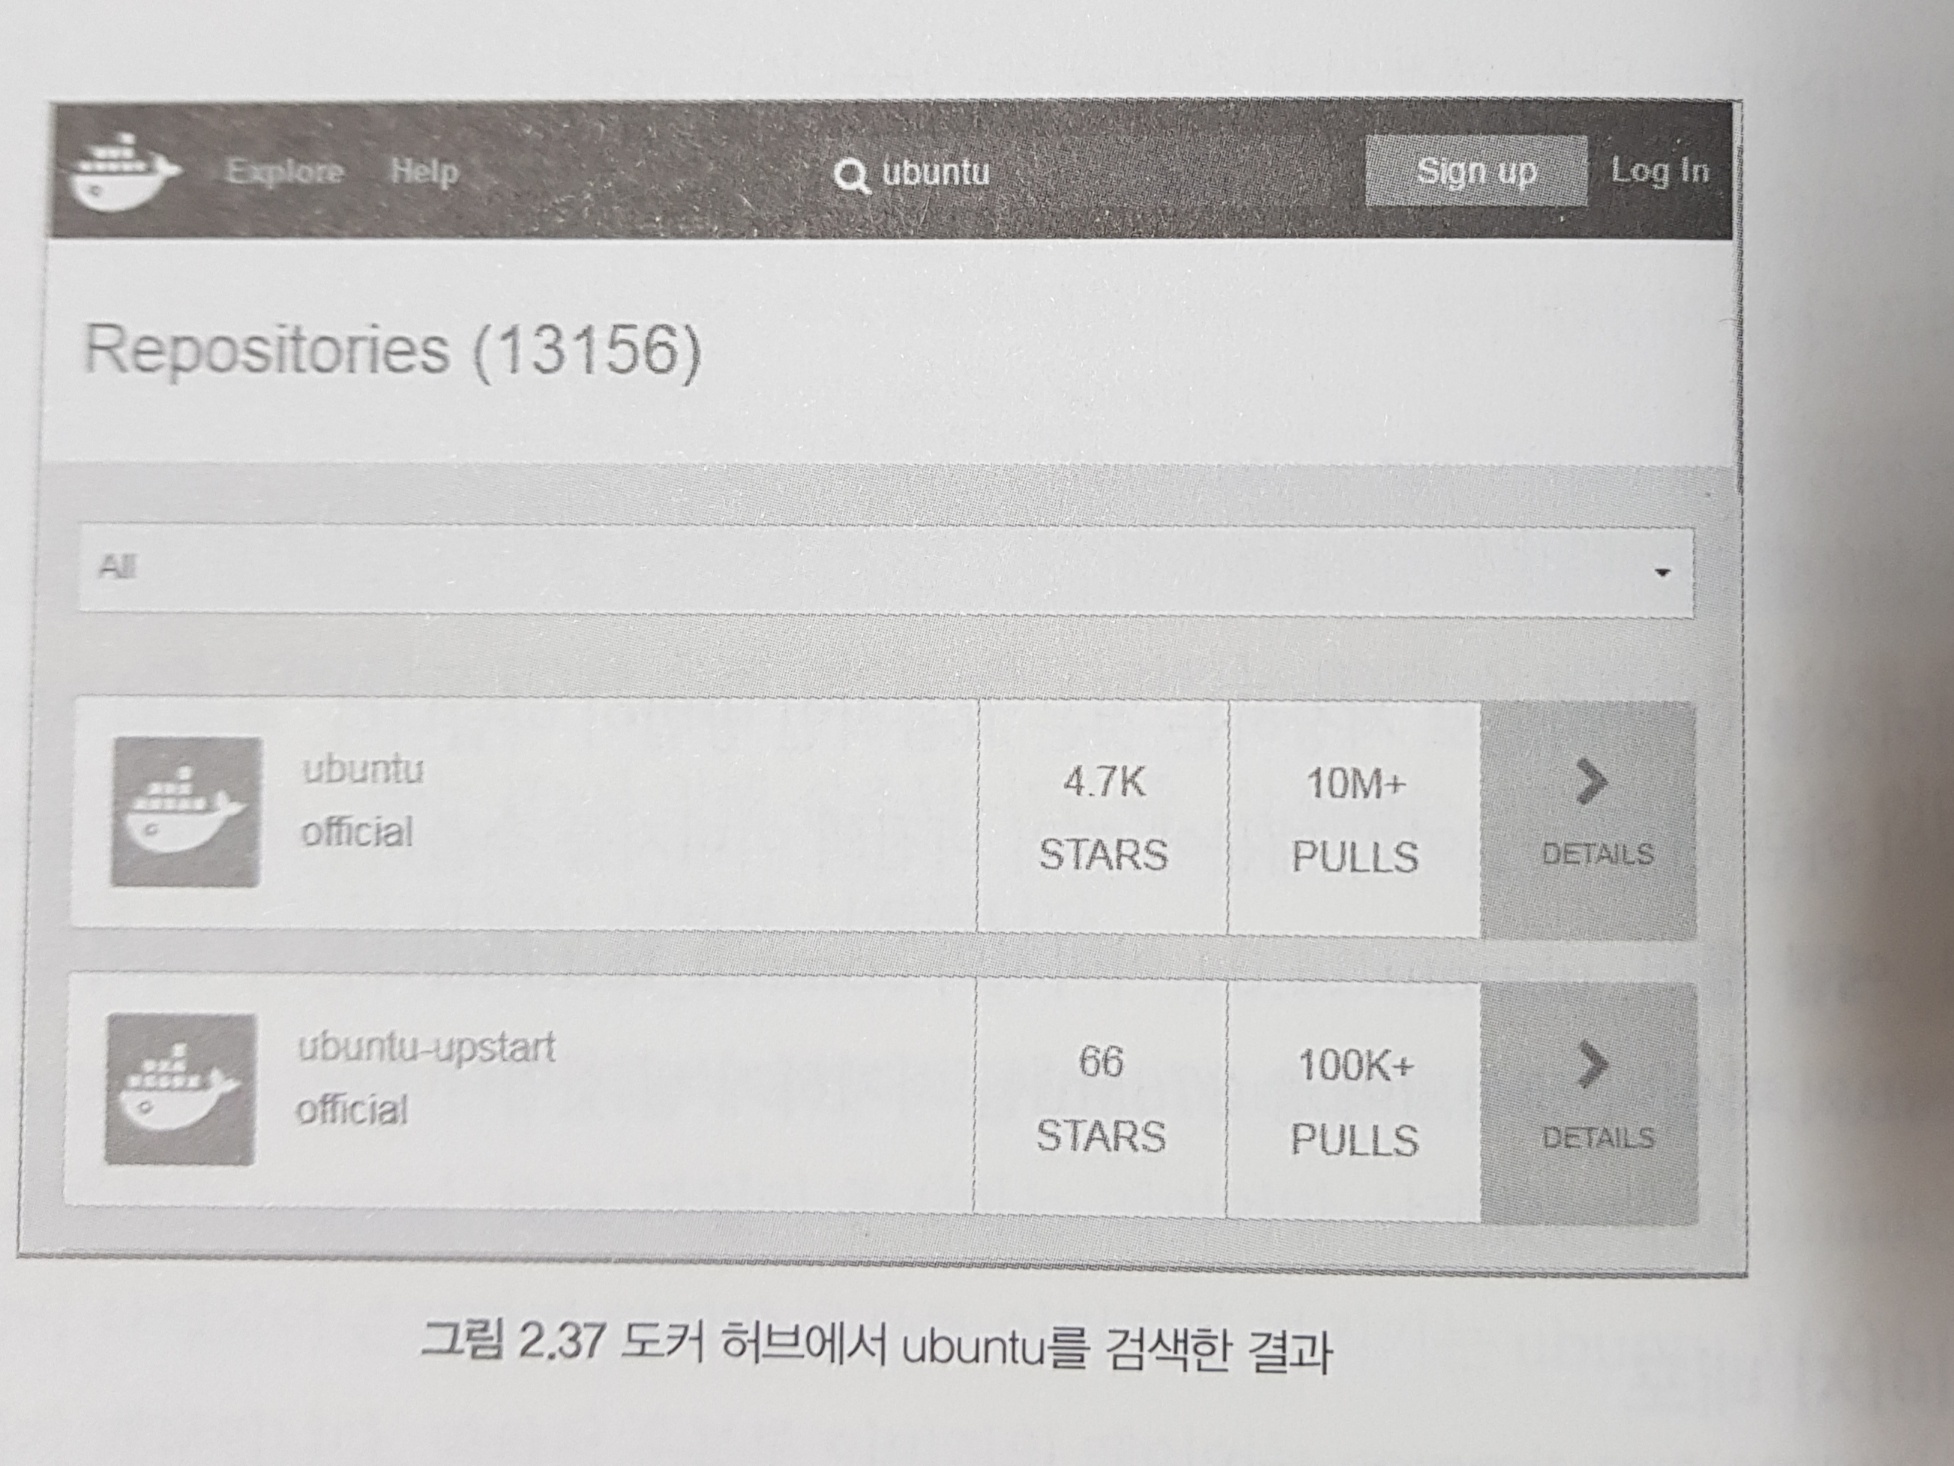 Explore Help ubuntu Sign up Log In
Repositories (13156)
All
ubuntu
official
4.7K
STARS
10M+
PULLS
DETAILS
ubuntu-upstart
official
66
STARS
100K+
PULLS
DETAILS
그림 2.37 도커 허브에서 ubuntu를 검색한 결과